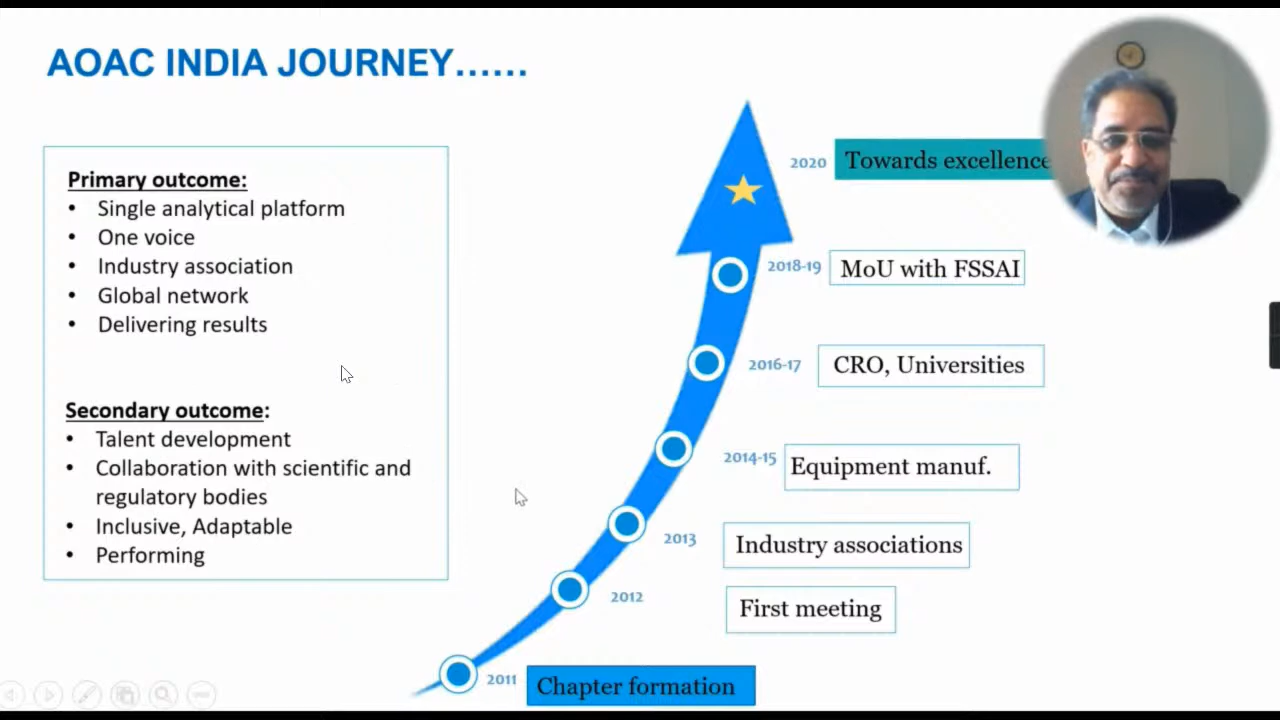 AOAC INDIA JOURNEY......
Primary outcome:
• Single analytical platform
• One voice
• Industry association
• Global network
• Delivering results
Secondary outcome:
• Talent development
• Collaboration with scientific and
regulatory bodies
• Inclusive, Adaptable
• Performing
2020 Towards excellence
2018-19 MoU with FSSAI
2016-17 CRO, Universities
2014-15 Equipment manuf.
2013 Industry associations
2012 First meeting
2011 Chapter formation